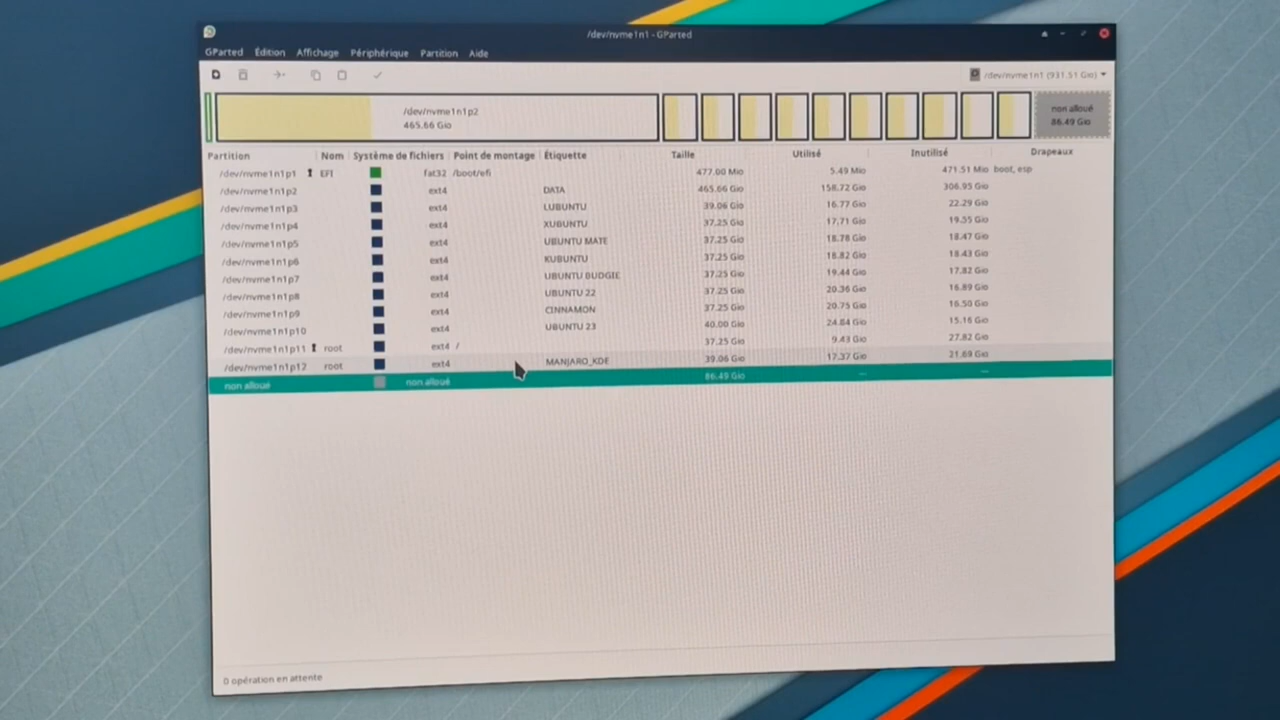 /dev/nvme1n1 - GParted
GParted Édition Affichage Périphérique Partition Aide
/dev/nvme1n1 (931.51 Gio)
/dev/nvme1n1p2
465.66 Gio
non alloué
86.49 Gio
Partition Nom Système de fichiers Point de montage Étiquette Taille Utilisé Inutilisé Drapeaux
/dev/nvme1n1p1 EFI fat32 /boot/efi 477.00 Mio 5.49 Mio 471.51 Mio boot, esp
/dev/nvme1n1p2 ext4 DATA 465.66 Gio 158.72 Gio 306.95 Gio
/dev/nvme1n1p3 ext4 LUBUNTU 39.06 Gio 16.77 Gio 22.29 Gio
/dev/nvme1n1p4 ext4 XUBUNTU 37.25 Gio 17.71 Gio 19.55 Gio
/dev/nvme1n1p5 ext4 UBUNTU MATE 37.25 Gio 18.78 Gio 18.47 Gio
/dev/nvme1n1p6 ext4 KUBUNTU 37.25 Gio 18.82 Gio 18.43 Gio
/dev/nvme1n1p7 ext4 UBUNTU BUDGIE 37.25 Gio 19.44 Gio 17.82 Gio
/dev/nvme1n1p8 ext4 UBUNTU 22 37.25 Gio 20.36 Gio 16.89 Gio
/dev/nvme1n1p9 ext4 CINNAMON 37.25 Gio 20.75 Gio 16.50 Gio
/dev/nvme1n1p10 ext4 UBUNTU 23 40.00 Gio 24.84 Gio 15.16 Gio
/dev/nvme1n1p11 root ext4 / 37.25 Gio 9.43 Gio 27.82 Gio
/dev/nvme1n1p12 root ext4 MANJARO_KDE 39.06 Gio 17.37 Gio 21.69 Gio
non alloué non alloué 86.49 Gio — —
0 opération en attente